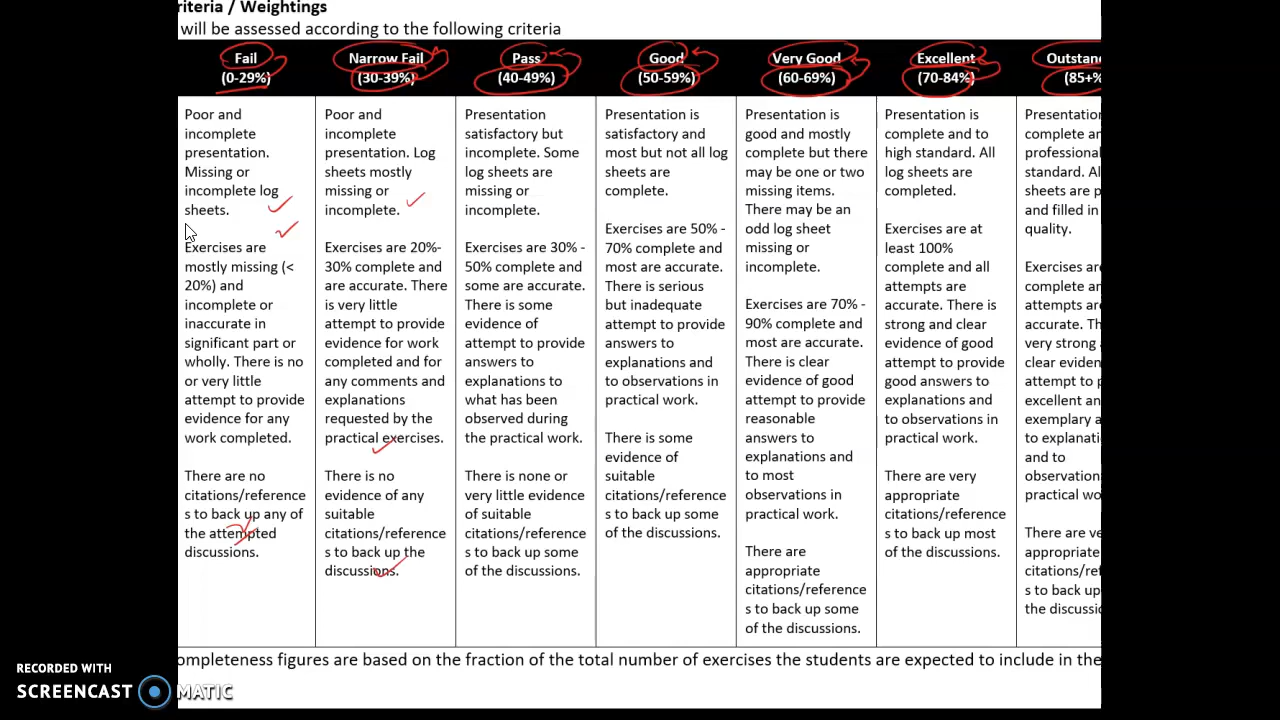 riteria / Weightings
will be assessed according to the following criteria
Fail
(0-29%)
Narrow Fail
(30-39%)
Pass
(40-49%)
Good
(50-59%)
Very Good
(60-69%)
Excellent
(70-84%)
Outstand
(85+%
Poor and
incomplete
presentation.
Missing or
incomplete log
sheets.
Exercises are
mostly missing (<
20%) and
incomplete or
inaccurate in
significant part or
wholly. There is no
or very little
attempt to provide
evidence for any
work completed.
There are no
citations/reference
s to back up any of
the attempted
discussions.
Poor and
incomplete
presentation. Log
sheets mostly
missing or
incomplete.
Exercises are 20%-
30% complete and
are accurate. There
is very little
attempt to provide
evidence for work
completed and for
any comments and
explanations
requested by the
practical exercises.
There is no
evidence of any
suitable
citations/reference
s to back up the
discussions.
Presentation
satisfactory but
incomplete. Some
log sheets are
missing or
incomplete.
Exercises are 30% -
50% complete and
some are accurate.
There is some
evidence of
attempt to provide
answers to
explanations to
what has been
observed during
the practical work.
There is none or
very little evidence
of suitable
citations/reference
s to back up some
of the discussions.
Presentation is
satisfactory and
most but not all log
sheets are
complete.
Exercises are 50% -
70% complete and
most are accurate.
There is serious
but inadequate
attempt to provide
answers to
explanations and
to observations in
practical work.
There is some
evidence of
suitable
citations/reference
s to back up some
of the discussions.
Presentation is
good and mostly
complete but there
may be one or two
missing items.
There may be an
odd log sheet
missing or
incomplete.
Exercises are 70% -
90% complete and
most are accurate.
There is clear
evidence of good
attempt to provide
reasonable
answers to
explanations and
to most
observations in
practical work.
There are
appropriate
citations/reference
s to back up some
of the discussions.
Presentation is
complete and to
high standard. All
log sheets are
completed.
Exercises are at
least 100%
complete and all
attempts are
accurate. There is
strong and clear
evidence of good
attempt to provide
good answers to
explanations and
to observations in
practical work.
There are very
appropriate
citations/reference
s to back up most
of the discussions.
Presentation
complete an
professional
standard. Al
sheets are p
and filled in
quality.
Exercises are
complete an
attempts are
accurate. Th
very strong
clear eviden
attempt to p
excellent an
exemplary a
to explanati
and to
observation
practical wo
There are ve
appropriate
citations/ref
s to back up
the discussio
ompleteness figures are based on the fraction of the total number of exercises the students are expected to include in the
RECORDED WITH
SCREENCAST MATIC